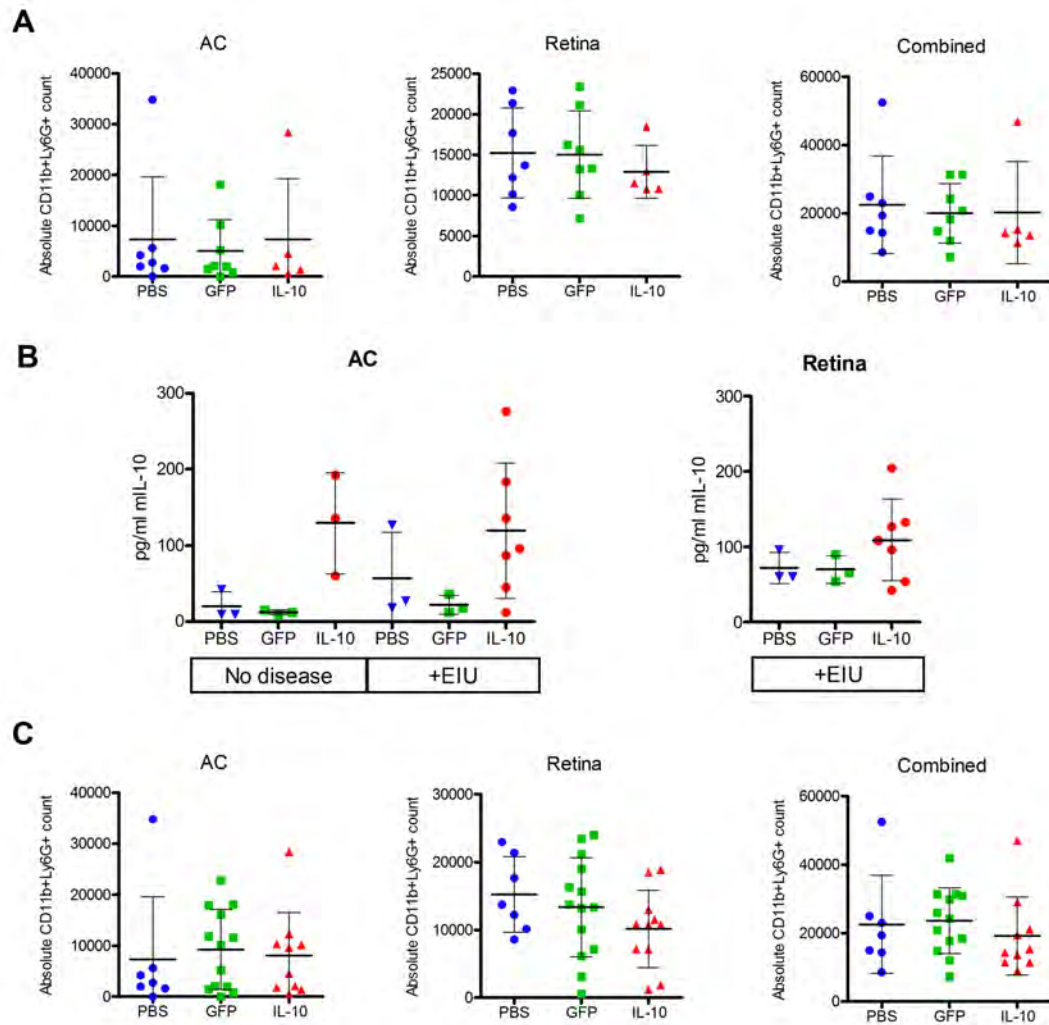 A
AC
Absolute CD11b+Ly6G+ count
40000
30000
20000
10000
0
PBS GFP IL-10
Retina
Absolute CD11b+Ly6G+ count
25000
20000
15000
10000
5000
0
PBS GFP IL-10
Combined
Absolute CD11b+Ly6G+ count
60000
40000
20000
0
PBS GFP IL-10
B
AC
pg/ml mIL-10
300
200
100
0
PBS GFP IL-10 PBS GFP IL-10
No disease +EIU
Retina
pg/ml mIL-10
300
200
100
0
PBS GFP IL-10
+EIU
C
AC
Absolute CD11b+Ly6G+ count
40000
30000
20000
10000
0
PBS GFP IL-10
Retina
Absolute CD11b+Ly6G+ count
30000
20000
10000
0
PBS GFP IL-10
Combined
Absolute CD11b+Ly6G+ count
60000
40000
20000
0
PBS GFP IL-10